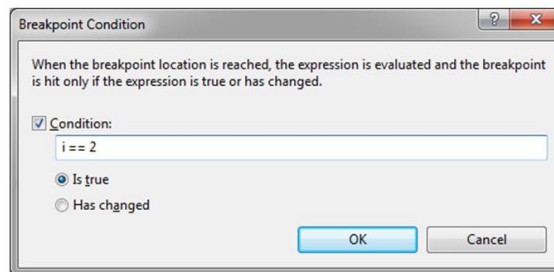 Breakpoint Condition
When the breakpoint location is reached, the expression is evaluated and the breakpoint
is hit only if the expression is true or has changed.
Condition:
i == 2
Is true
Has changed
OK Cancel